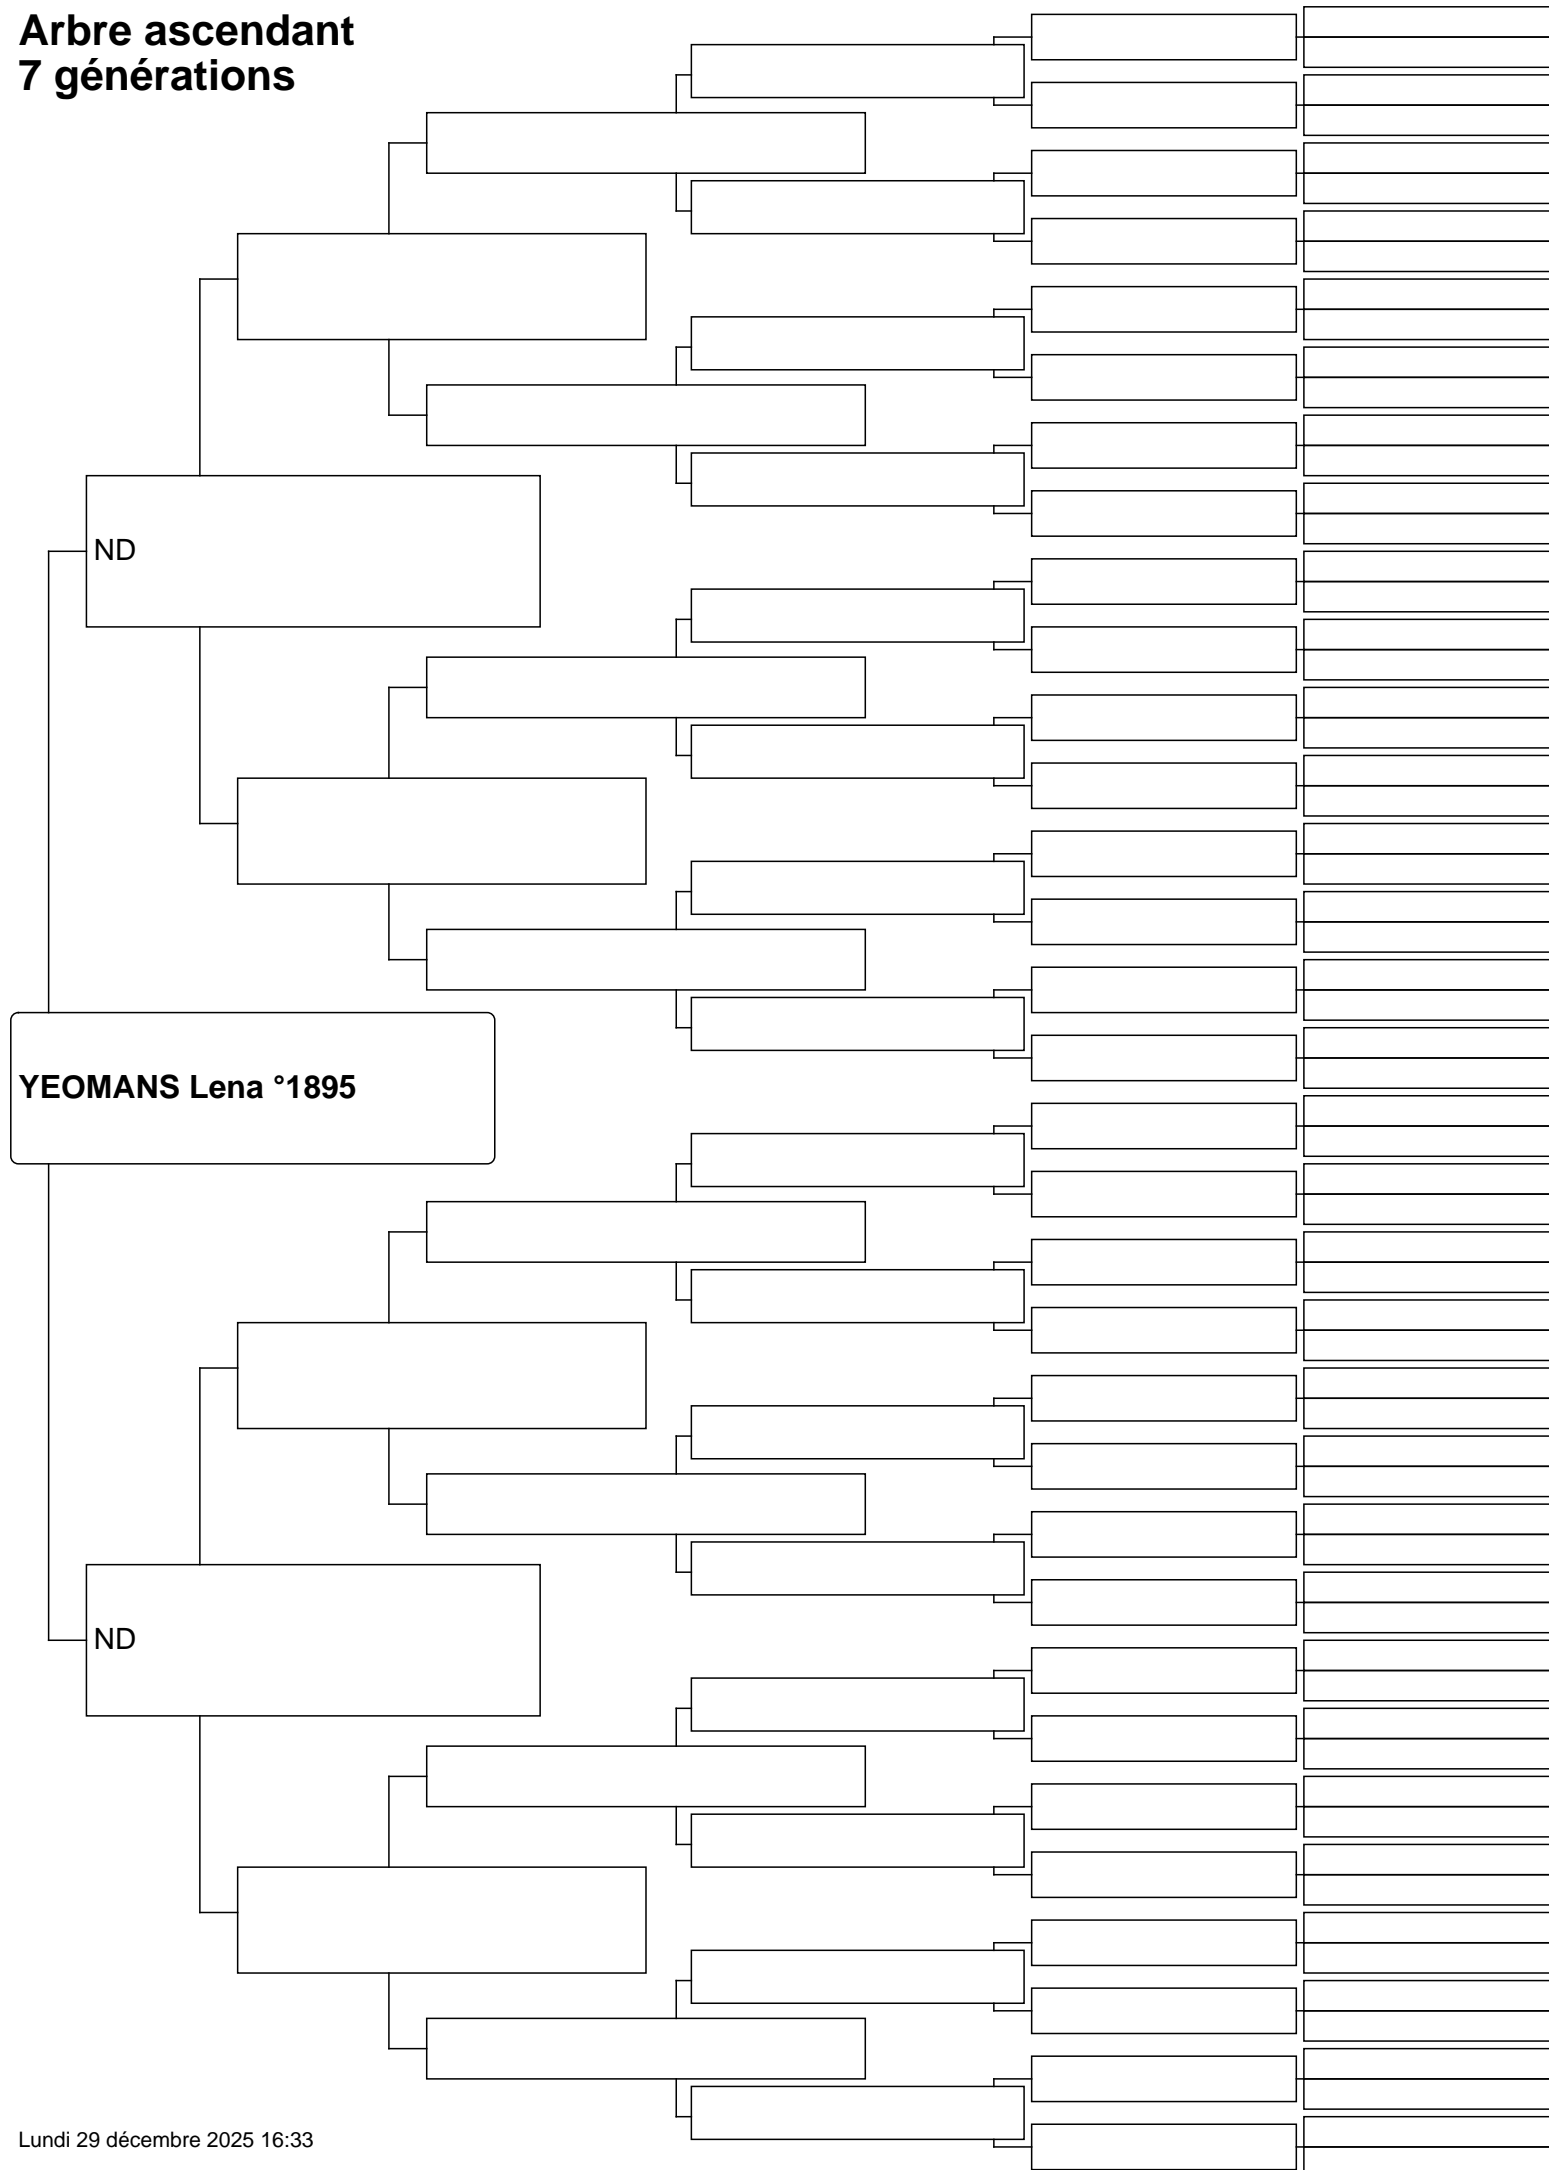 Arbre ascendant
7 générations
ND
YEOMANS Lena °1895
ND
Lundi 29 décembre 2025 16:33